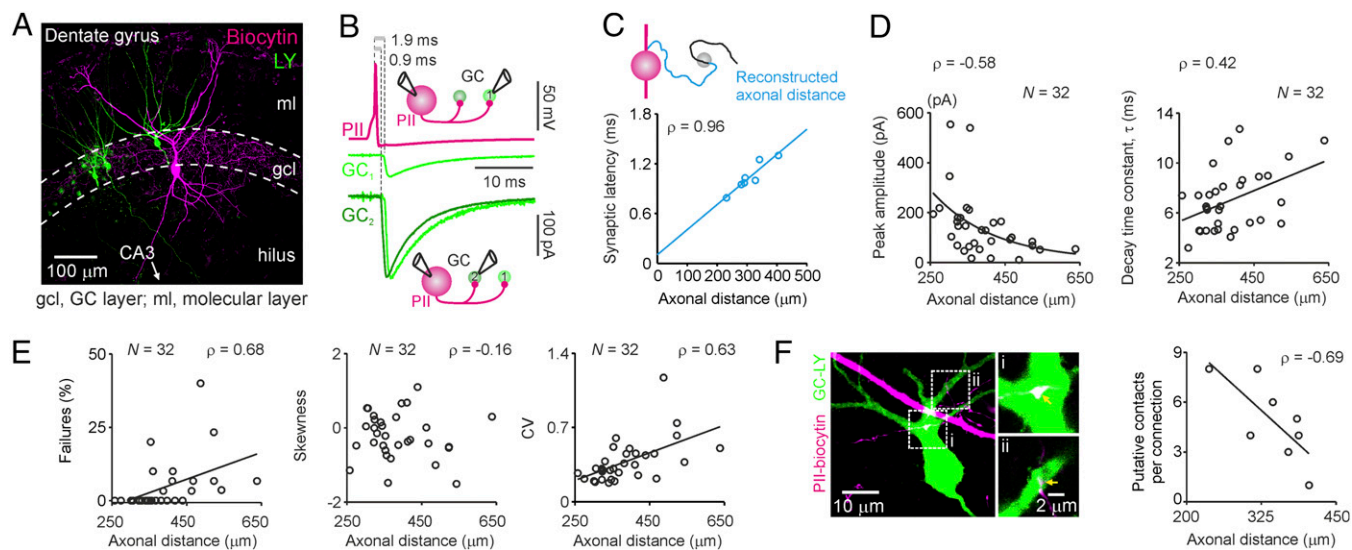 A
Dentate gyrus
Biocytin
LY
ml
gcl
CA3
hilus
100 μm
gcl, GC layer; ml, molecular layer
B
1.9 ms
0.9 ms
GC
1
PII
PII
50 mV
GC1
10 ms
GC2
100 pA
GC
2
1
PII
C
Reconstructed
axonal distance
ρ = 0.96
Synaptic latency (ms)
1.8
1.2
0.6
0
0 100 200 300 400 500
Axonal distance (μm)
D
ρ = -0.58
(pA)
N = 32
Peak amplitude (pA)
600
400
200
0
250 450 650
Axonal distance (μm)
ρ = 0.42
N = 32
Decay time constant, τ (ms)
14
10
6
2
250 450 650
Axonal distance (μm)
E
N = 32
ρ = 0.68
Failures (%)
50
25
0
250 450 650
Axonal distance (μm)
N = 32
ρ = -0.16
Skewness
2
0
-2
250 450 650
Axonal distance (μm)
N = 32
ρ = 0.63
CV
1.4
0.7
0
250 450 650
Axonal distance (μm)
F
PII-biocytin GC-LY
ii
i
10 μm
i
ii
2 μm
ρ = -0.69
Putative contacts
per connection
9
6
3
0
200 325 450
Axonal distance (μm)